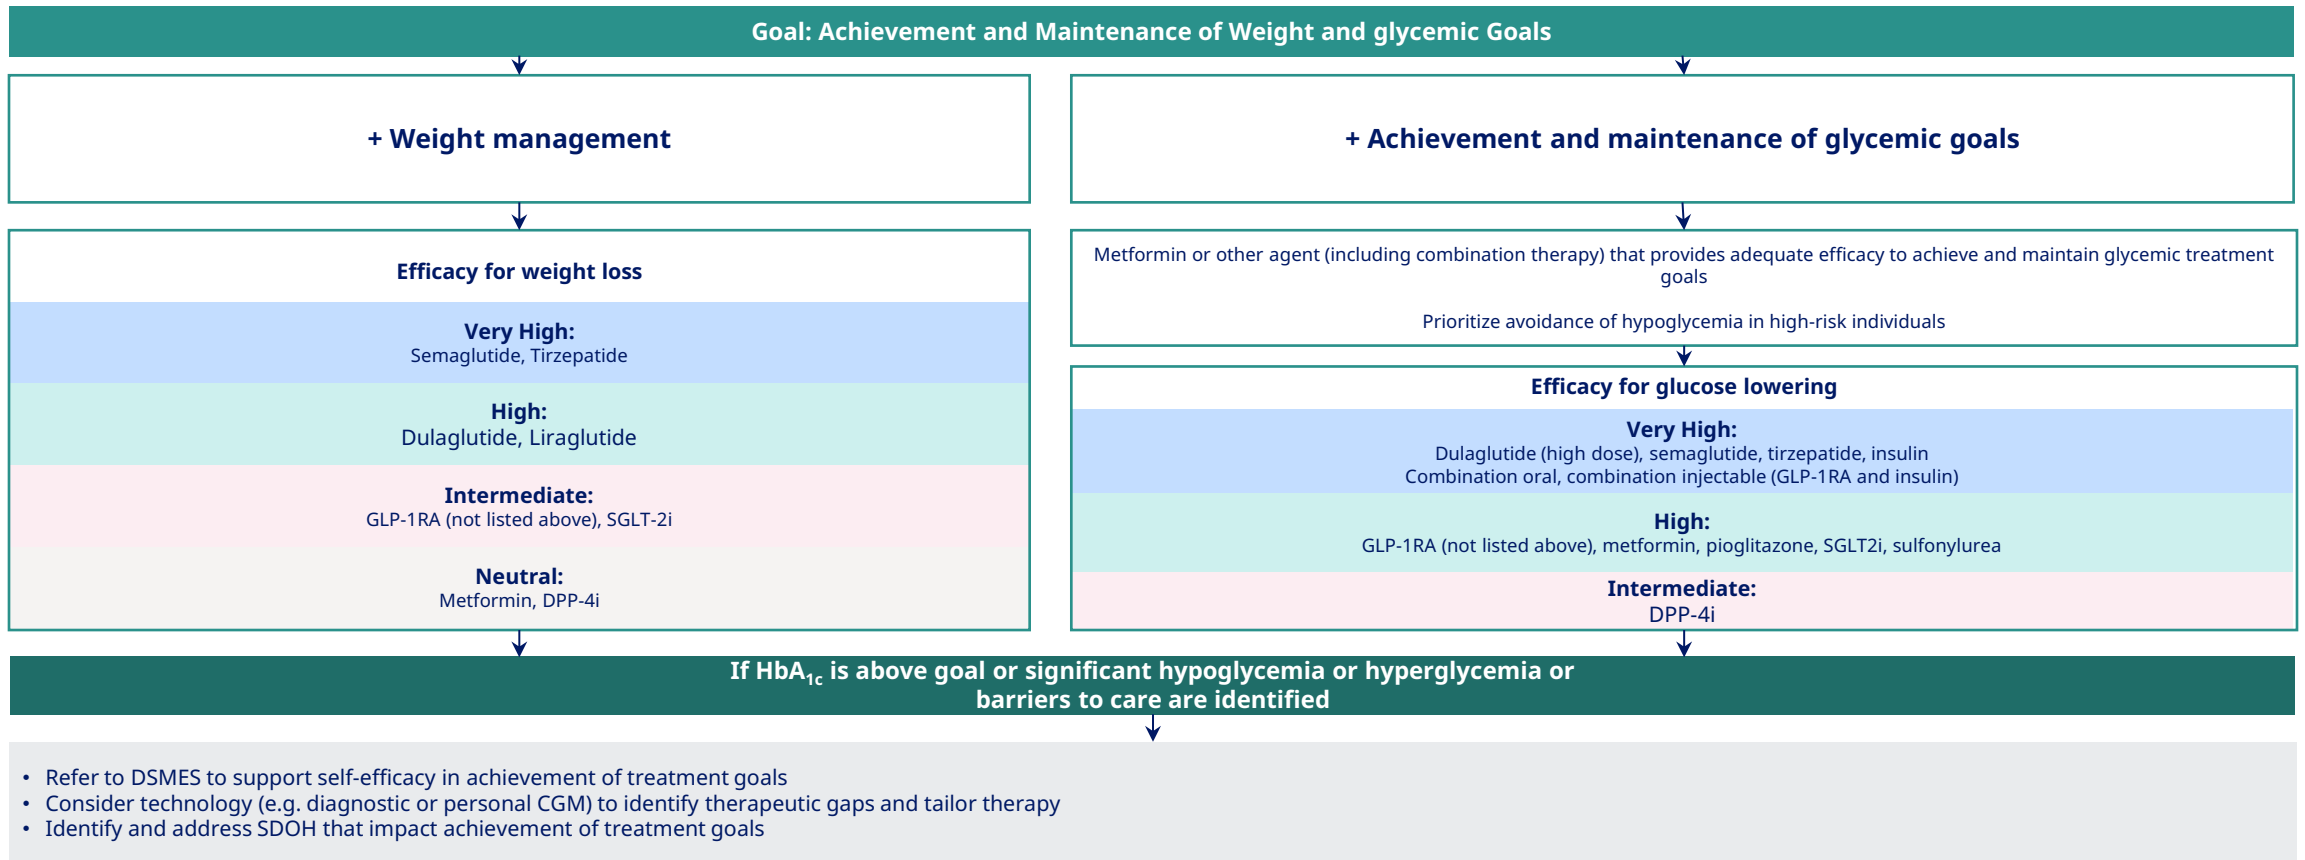 Goal: Achievement and Maintenance of Weight and glycemic Goals
+ Weight management
Efficacy for weight loss
Very High:
Semaglutide, Tirzepatide
High:
Dulaglutide, Liraglutide
Intermediate:
GLP-1RA (not listed above), SGLT-2i
Neutral:
Metformin, DPP-4i
+ Achievement and maintenance of glycemic goals
Metformin or other agent (including combination therapy) that provides adequate efficacy to achieve and maintain glycemic treatment
goals
Prioritize avoidance of hypoglycemia in high-risk individuals
Efficacy for glucose lowering
Very High:
Dulaglutide (high dose), semaglutide, tirzepatide, insulin
Combination oral, combination injectable (GLP-1RA and insulin)
High:
GLP-1RA (not listed above), metformin, pioglitazone, SGLT2i, sulfonylurea
Intermediate:
DPP-4i
If HbA1c is above goal or significant hypoglycemia or hyperglycemia or
barriers to care are identified
• Refer to DSMES to support self-efficacy in achievement of treatment goals
• Consider technology (e.g. diagnostic or personal CGM) to identify therapeutic gaps and tailor therapy
• Identify and address SDOH that impact achievement of treatment goals